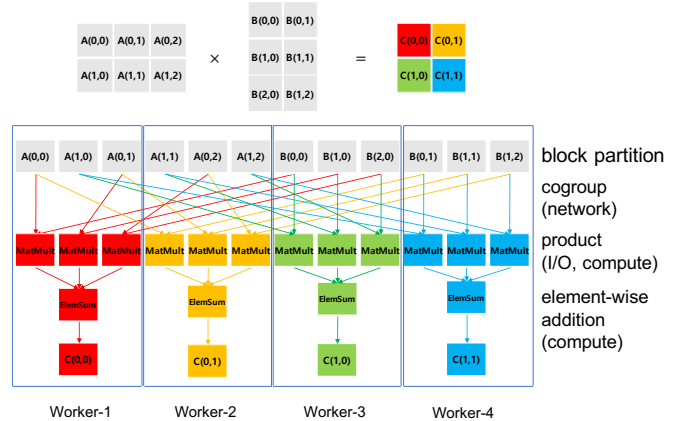 A(0,0) A(0,1) A(0,2)
A(1,0) A(1,1) A(1,2)
×
B(0,0) B(0,1)
B(1,0) B(1,1)
B(2,0) B(1,2)
=
C(0,0) C(0,1)
C(1,0) C(1,1)
A(0,0) A(1,0) A(0,1) A(1,1) A(0,2) A(1,2) B(0,0) B(1,0) B(2,0) B(0,1) B(1,1) B(1,2)
block partition
cogroup
(network)
MatMult MatMult MatMult MatMult MatMult MatMult MatMult MatMult MatMult MatMult MatMult MatMult
product
(I/O, compute)
ElemSum ElemSum ElemSum ElemSum
element-wise
addition
(compute)
C(0,0) C(0,1) C(1,0) C(1,1)
Worker-1 Worker-2 Worker-3 Worker-4